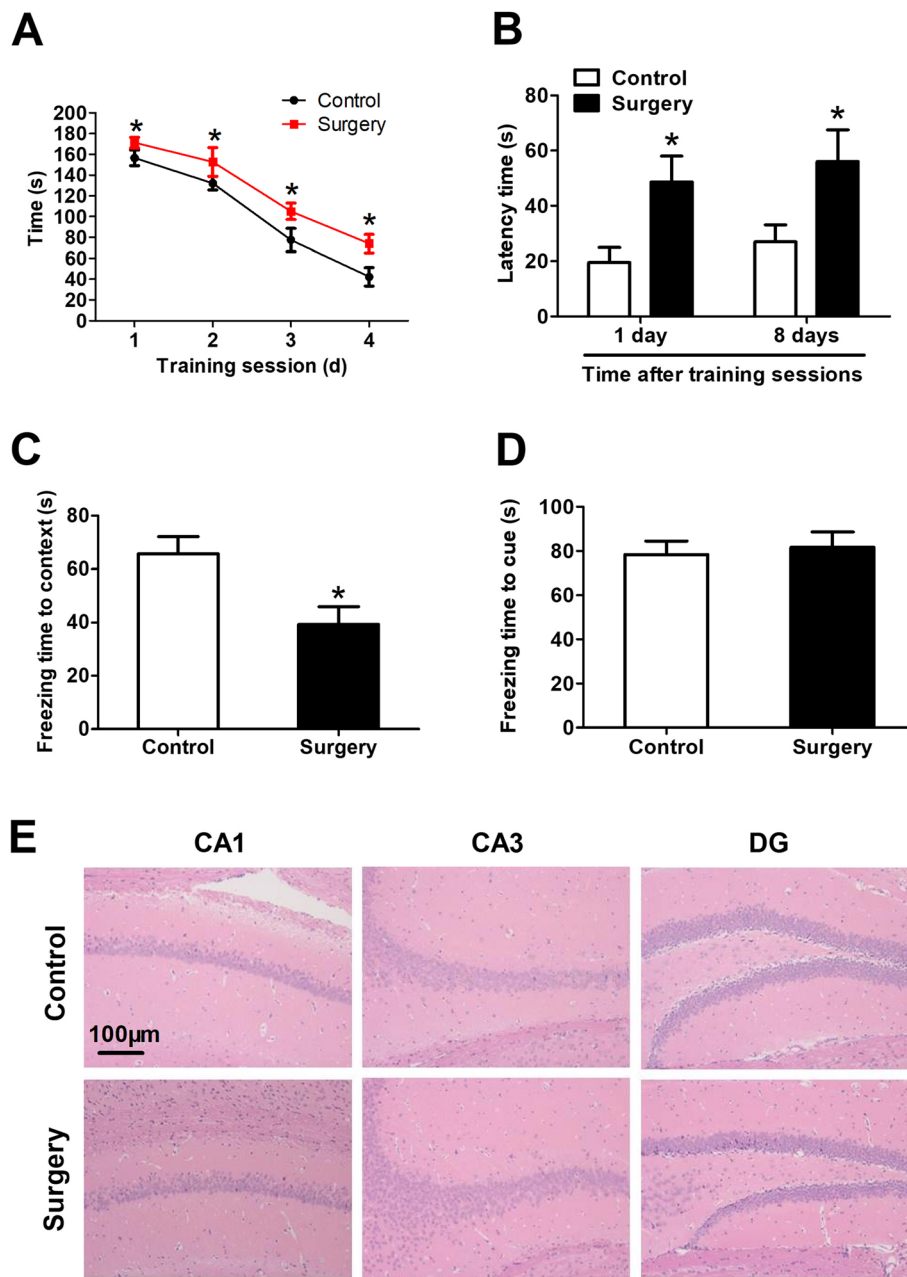 A
Control
Surgery
*
*
*
*
200
180
160
140
120
100
80
60
40
20
0
Time (s)
1 2 3 4
Training session (d)
B
Control
Surgery
*
*
80
60
40
20
0
Latency time (s)
1 day 8 days
Time after training sessions
C
80
60
40
20
0
Freezing time to context (s)
*
Control Surgery
D
100
80
60
40
20
0
Freezing time to cue (s)
Control Surgery
E
CA1 CA3 DG
Control
100μm
Surgery